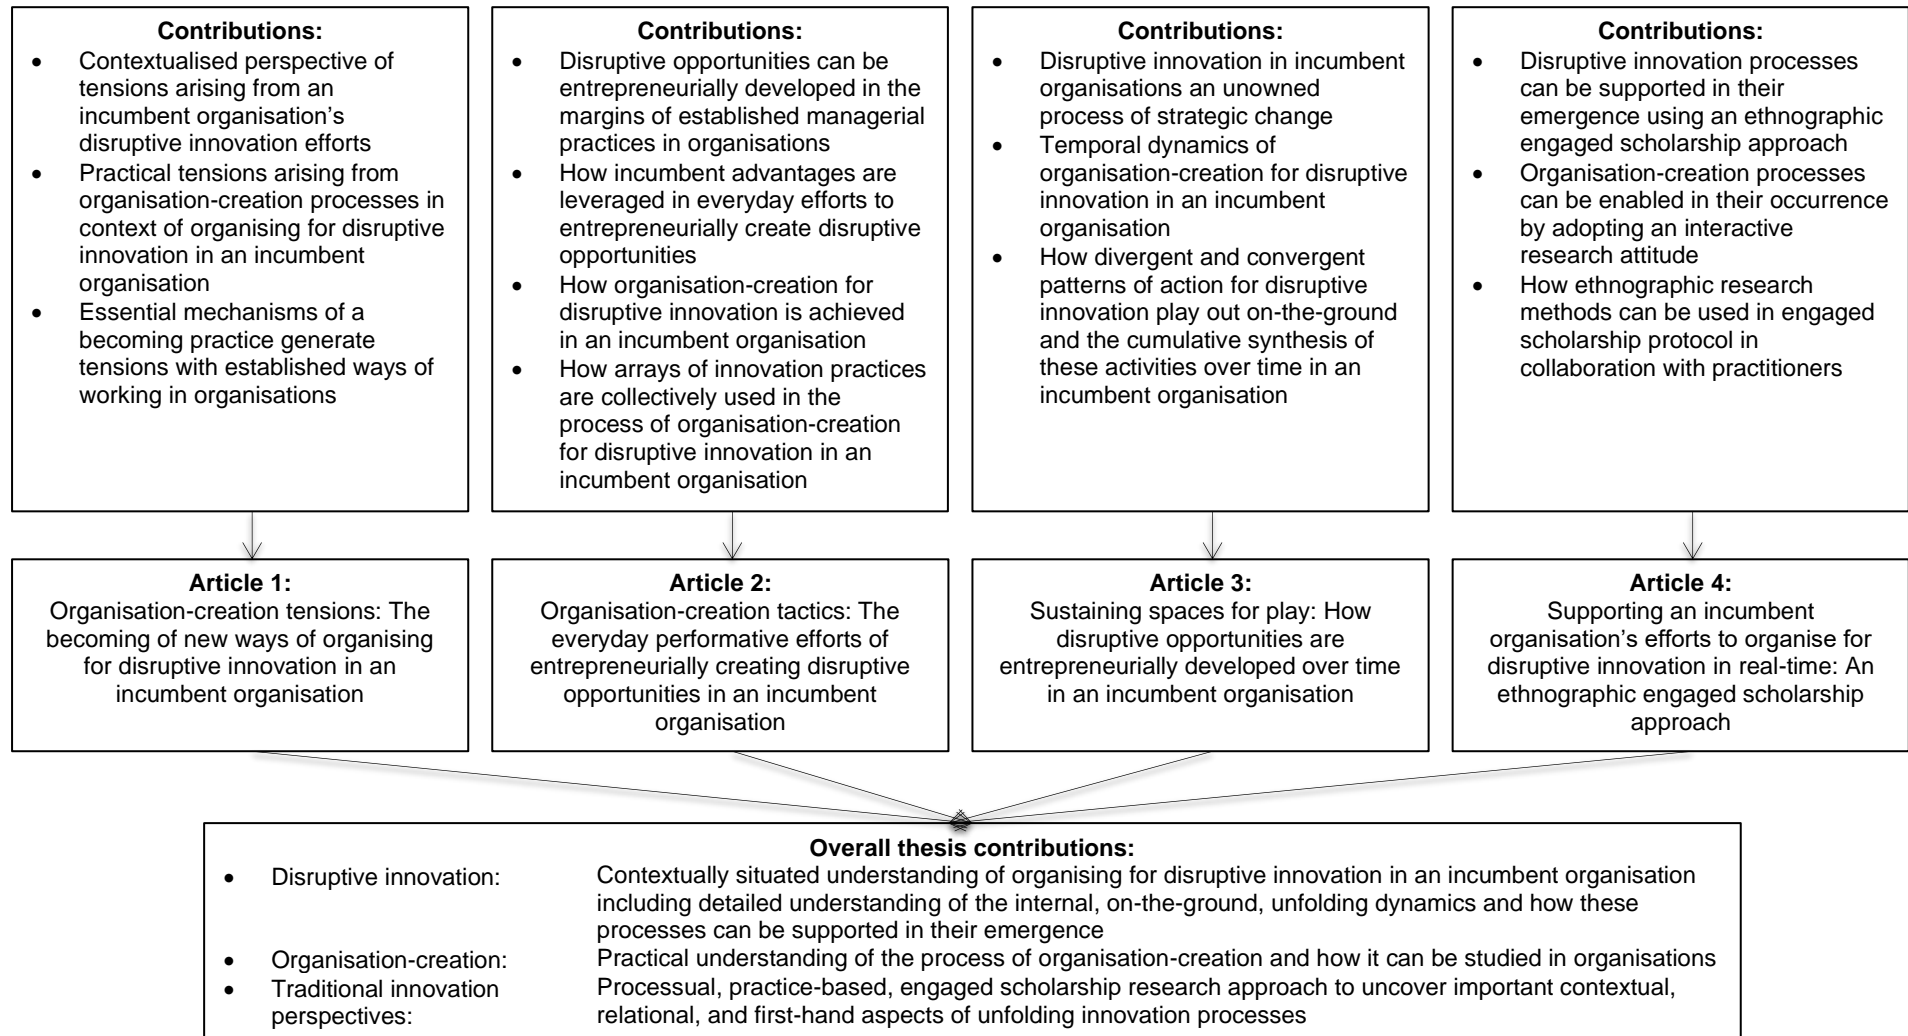 Contributions:
• Contextualised perspective of
tensions arising from an
incumbent organisation’s
disruptive innovation efforts
• Practical tensions arising from
organisation-creation processes in
context of organising for disruptive
innovation in an incumbent
organisation
• Essential mechanisms of a
becoming practice generate
tensions with established ways of
working in organisations
Contributions:
• Disruptive opportunities can be
entrepreneurially developed in the
margins of established managerial
practices in organisations
• How incumbent advantages are
leveraged in everyday efforts to
entrepreneurially create disruptive
opportunities
• How organisation-creation for
disruptive innovation is achieved
in an incumbent organisation
• How arrays of innovation practices
are collectively used in the
process of organisation-creation
for disruptive innovation in an
incumbent organisation
Contributions:
• Disruptive innovation in incumbent
organisations an unowned
process of strategic change
• Temporal dynamics of
organisation-creation for disruptive
innovation in an incumbent
organisation
• How divergent and convergent
patterns of action for disruptive
innovation play out on-the-ground
and the cumulative synthesis of
these activities over time in an
incumbent organisation
Contributions:
• Disruptive innovation processes
can be supported in their
emergence using an ethnographic
engaged scholarship approach
• Organisation-creation processes
can be enabled in their occurrence
by adopting an interactive
research attitude
• How ethnographic research
methods can be used in engaged
scholarship protocol in
collaboration with practitioners
Article 1:
Organisation-creation tensions: The
becoming of new ways of organising
for disruptive innovation in an
incumbent organisation
Article 2:
Organisation-creation tactics: The
everyday performative efforts of
entrepreneurially creating disruptive
opportunities in an incumbent
organisation
Article 3:
Sustaining spaces for play: How
disruptive opportunities are
entrepreneurially developed over time
in an incumbent organisation
Article 4:
Supporting an incumbent
organisation’s efforts to organise for
disruptive innovation in real-time: An
ethnographic engaged scholarship
approach
Overall thesis contributions:
• Disruptive innovation: Contextually situated understanding of organising for disruptive innovation in an incumbent organisation
including detailed understanding of the internal, on-the-ground, unfolding dynamics and how these
processes can be supported in their emergence
• Organisation-creation: Practical understanding of the process of organisation-creation and how it can be studied in organisations
• Traditional innovation Processual, practice-based, engaged scholarship research approach to uncover important contextual,
perspectives: relational, and first-hand aspects of unfolding innovation processes